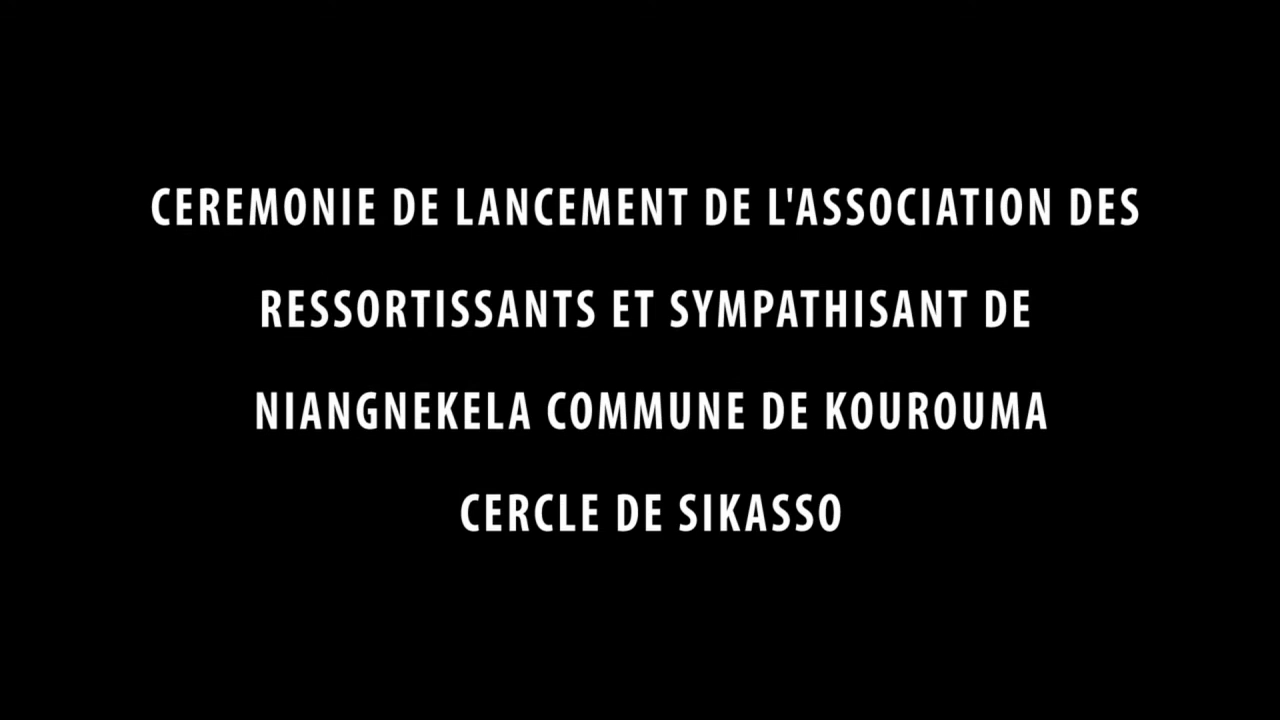 CEREMONIE DE LANCEMENT DE L'ASSOCIATION DES
RESSORTISSANTS ET SYMPATHISANT DE
NIANGNEKELA COMMUNE DE KOUROUMA
CERCLE DE SIKASSO